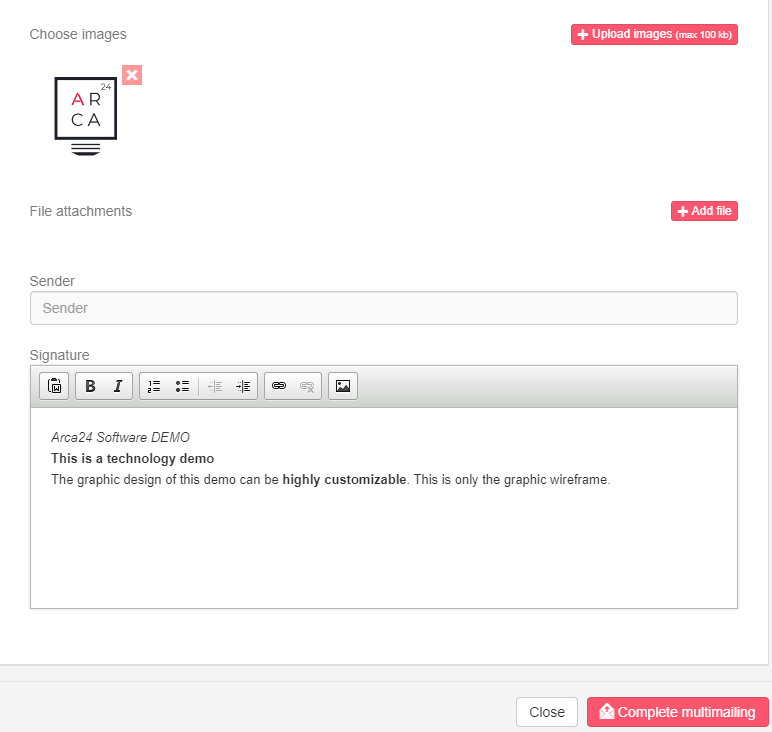 Choose images
Upload images (max 100 kb)
24
AR
CA
File attachments
Add file
Sender
Sender
Signature
B I
Arca24 Software DEMO
This is a technology demo
The graphic design of this demo can be highly customizable. This is only the graphic wireframe.
Close
Complete multimailing